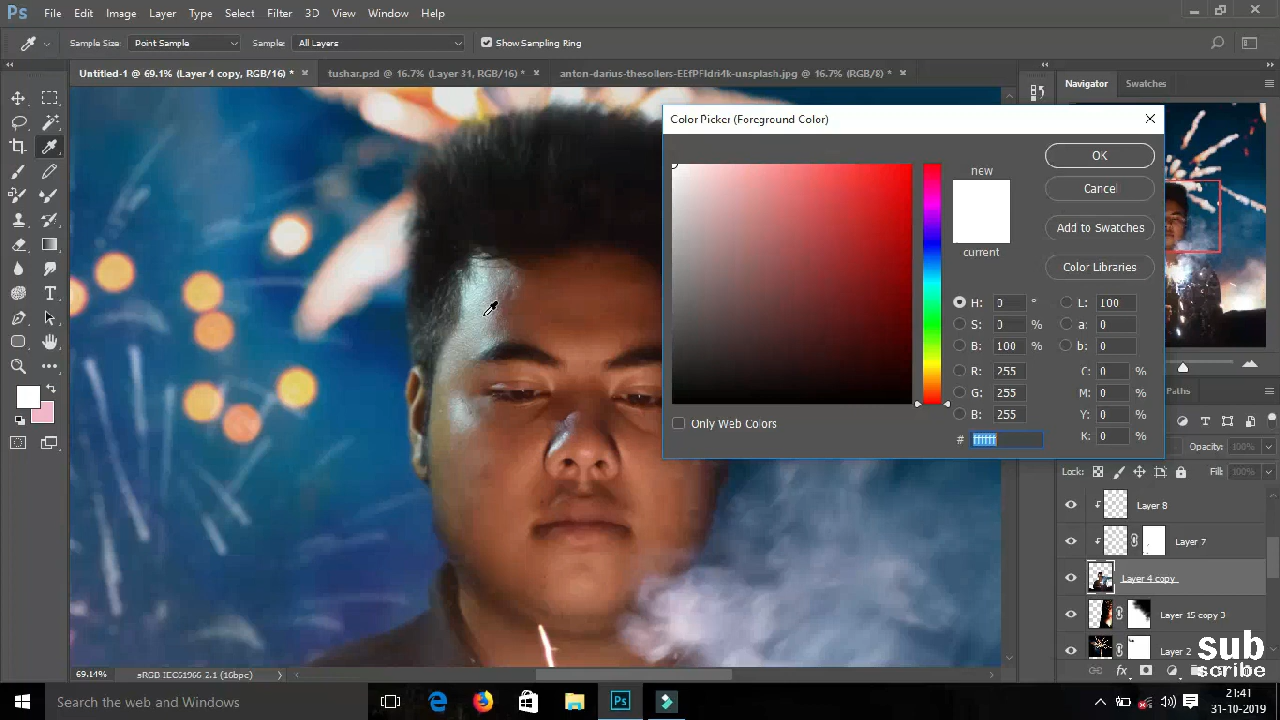 Ps File Edit Image Layer Type Select Filter 3D View Window Help
Sample Size: Point Sample Sample: All Layers Show Sampling Ring
Untitled-1 @ 69.1% (Layer 4 copy, RGB/16) * × tushar.psd @ 16.7% (Layer 31, RGB/16) * × anton-darius-thesollers-EEfPFIdri4k-unsplash.jpg @ 16.7% (RGB/8) * ×
Navigator Swatches
Color Picker (Foreground Color)
new
current
OK
Cancel
Add to Swatches
Color Libraries
H: 0 ° L: 100
S: 0 % a: 0
B: 100 % b: 0
R: 255 C: 0 %
G: 255 M: 0 %
B: 255 Y: 0 %
K: 0 %
Only Web Colors
# ffffff
Paths
Opacity: 100%
Lock: Fill: 100%
Layer 8
Layer 7
Layer 4 copy
Layer 15 copy 3
Layer 2
sub
scribe
69.14% sRGB IEC61966-2.1 (16bpc)
Search the web and Windows
Ps
21:41
31-10-2019